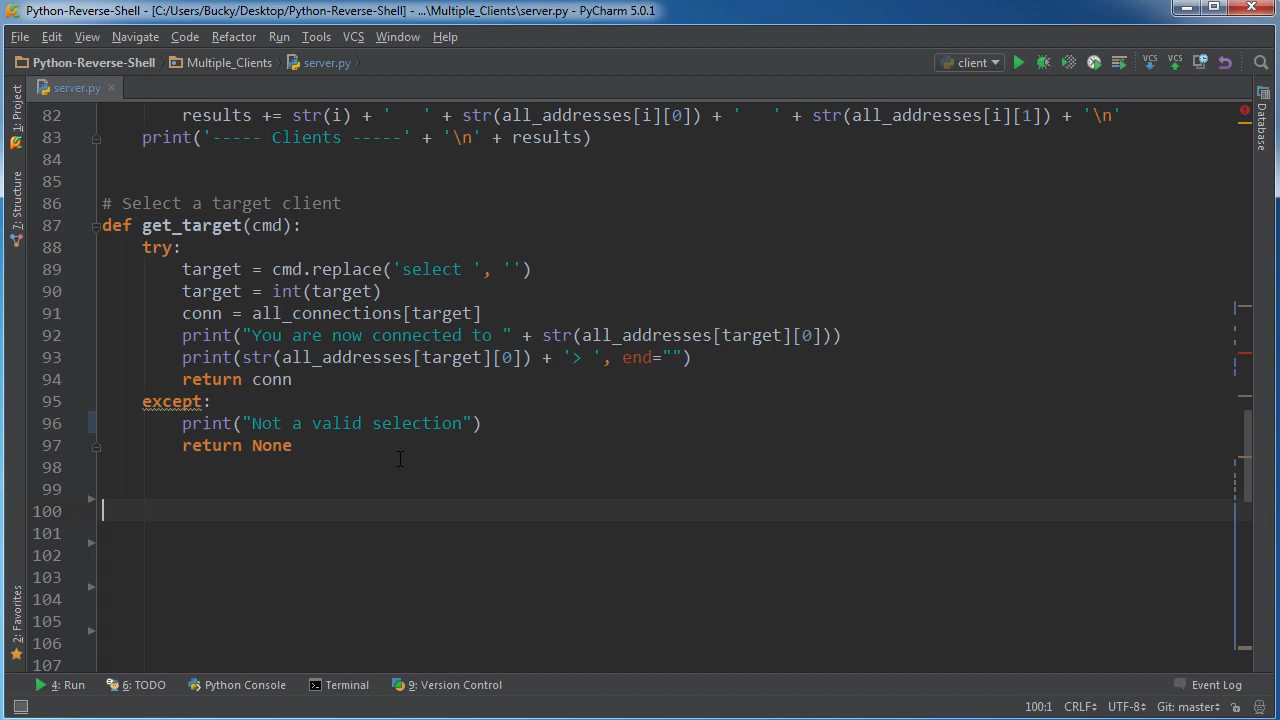 Python-Reverse-Shell - [C:/Users/Bucky/Desktop/Python-Reverse-Shell] - ...\Multiple_Clients\server.py - PyCharm 5.0.1
File Edit View Navigate Code Refactor Run Tools VCS Window Help
Python-Reverse-Shell Multiple_Clients server.py client VCS VCS
server.py
1: Project
7: Structure
2: Favorites
Database
82 results += str(i) + '   ' + str(all_addresses[i][0]) + '   ' + str(all_addresses[i][1]) + '\n'
83 print('----- Clients -----' + '\n' + results)
84
85
86 # Select a target client
87 def get_target(cmd):
88 try:
89 target = cmd.replace('select ', '')
90 target = int(target)
91 conn = all_connections[target]
92 print("You are now connected to " + str(all_addresses[target][0]))
93 print(str(all_addresses[target][0]) + '> ', end="")
94 return conn
95 except:
96 print("Not a valid selection")
97 return None
98
99
100
101
102
103
104
105
106
107
4: Run 6: TODO Python Console Terminal 9: Version Control Event Log
100:1 CRLF UTF-8 Git: master